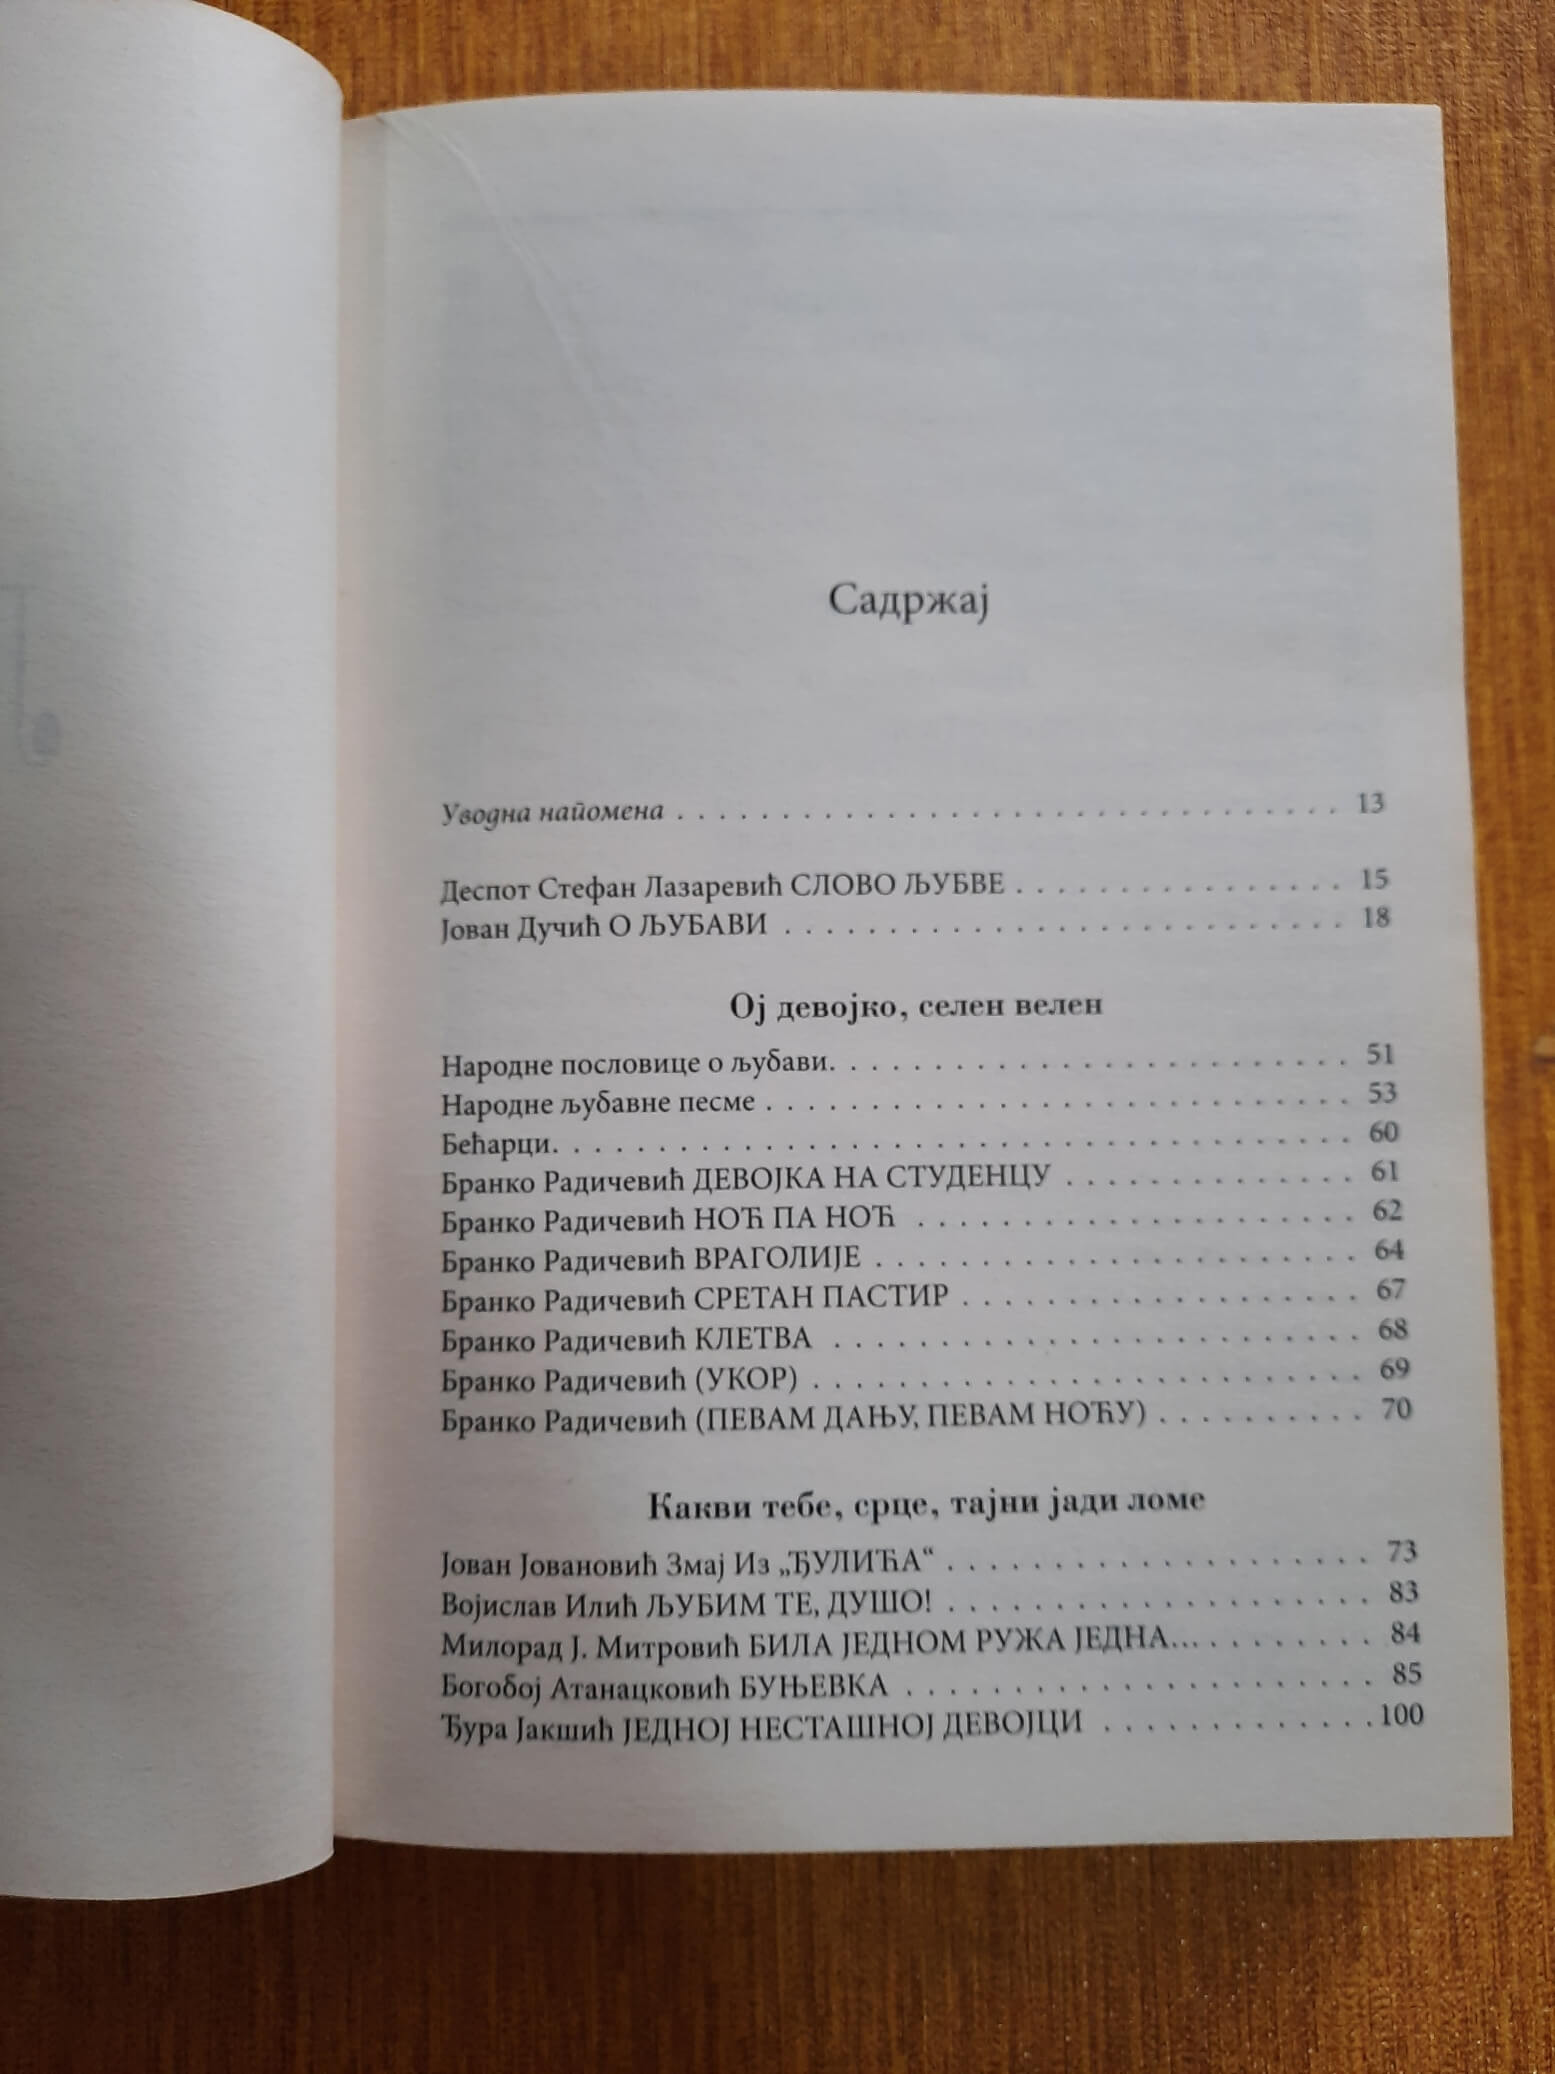 Садржај
Уводна напомена . . . . . . . . . . . . . . . . . . . . . . . . . . . . . . . . 13
Деспот Стефан Лазаревић СЛОВО ЉУБВЕ . . . . . . . . . . . . . . . . 15
Јован Дучић О ЉУБАВИ . . . . . . . . . . . . . . . . . . . . . . . . . . . 18
Ој девојко, селен велен
Народне пословице о љубави. . . . . . . . . . . . . . . . . . . . . . . . . 51
Народне љубавне песме . . . . . . . . . . . . . . . . . . . . . . . . . . . . 53
Бећарци. . . . . . . . . . . . . . . . . . . . . . . . . . . . . . . . . . . . . . 60
Бранко Радичевић ДЕВОЈКА НА СТУДЕНЦУ . . . . . . . . . . . . . . 61
Бранко Радичевић НОЋ ПА НОЋ . . . . . . . . . . . . . . . . . . . . . 62
Бранко Радичевић ВРАГОЛИЈЕ . . . . . . . . . . . . . . . . . . . . . . . 64
Бранко Радичевић СРЕТАН ПАСТИР . . . . . . . . . . . . . . . . . . . 67
Бранко Радичевић КЛЕТВА . . . . . . . . . . . . . . . . . . . . . . . . . 68
Бранко Радичевић (УКОР) . . . . . . . . . . . . . . . . . . . . . . . . . . 69
Бранко Радичевић (ПЕВАМ ДАЊУ, ПЕВАМ НОЋУ) . . . . . . . . . . 70
Какви тебе, срце, тајни јади ломе
Јован Јовановић Змај Из „ЂУЛИЋА“ . . . . . . . . . . . . . . . . . . . . 73
Војислав Илић ЉУБИМ ТЕ, ДУШО! . . . . . . . . . . . . . . . . . . . . 83
Милорад Ј. Митровић БИЛА ЈЕДНОМ РУЖА ЈЕДНА... . . . . . . . . . 84
Богобој Атанацковић БУЊЕВКА . . . . . . . . . . . . . . . . . . . . . . 85
Ђура Јакшић ЈЕДНОЈ НЕСТАШНОЈ ДЕВОЈЦИ . . . . . . . . . . . . . 100